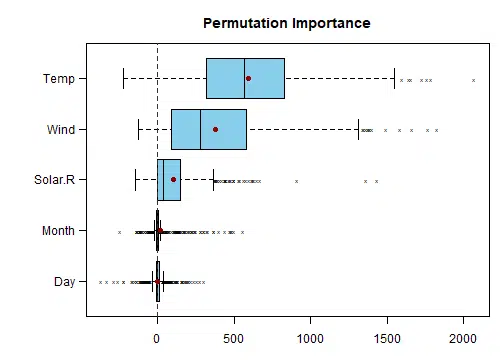 Permutation Importance
Temp
Wind
Solar.R
Month
Day
0 500 1000 1500 2000